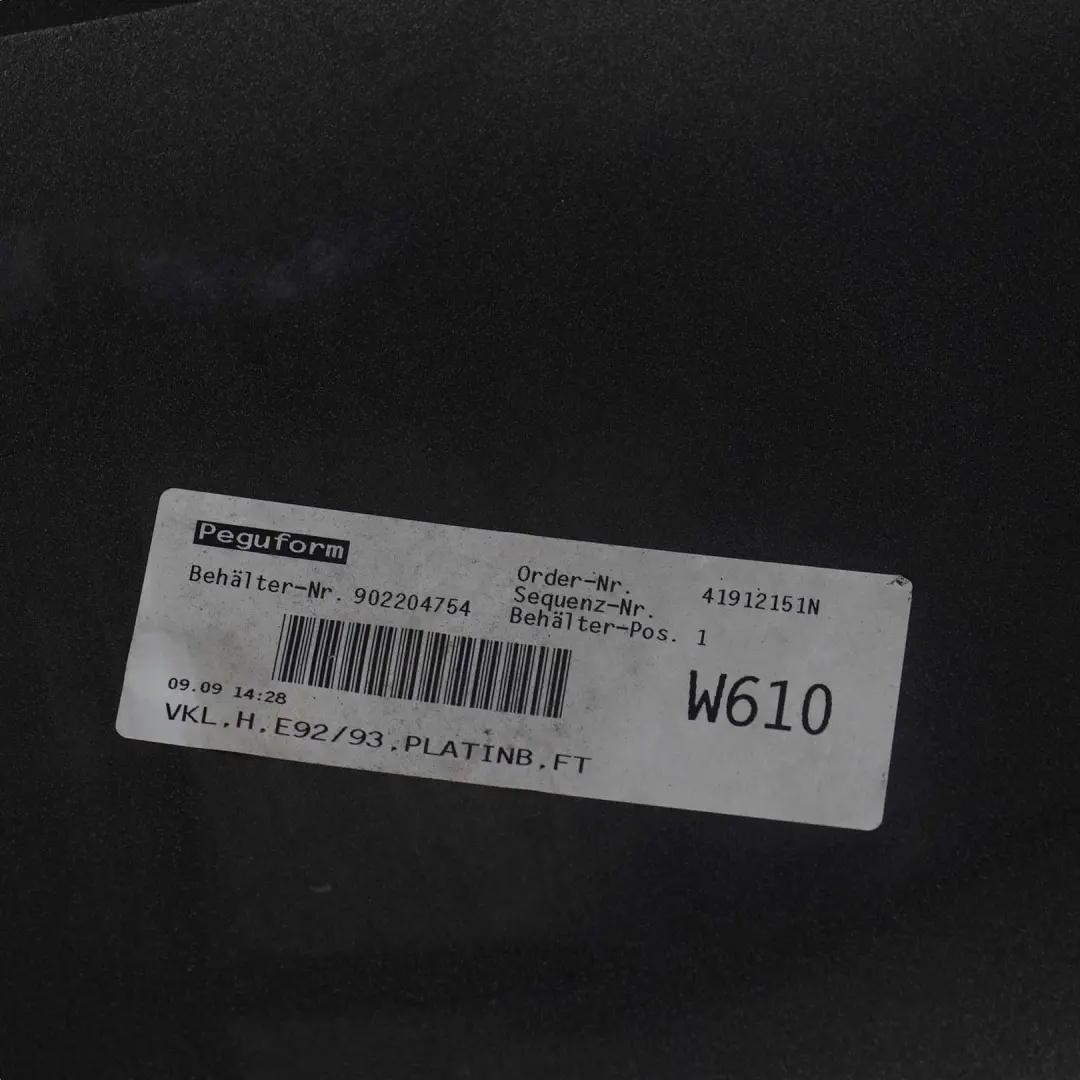 Peguform
Behälter-Nr. 902204754
Order-Nr. 41912151N
Sequenz-Nr.
Behälter-Pos. 1
W610
09.09 14:28
VKL.H.E92/93.PLATINB.FT